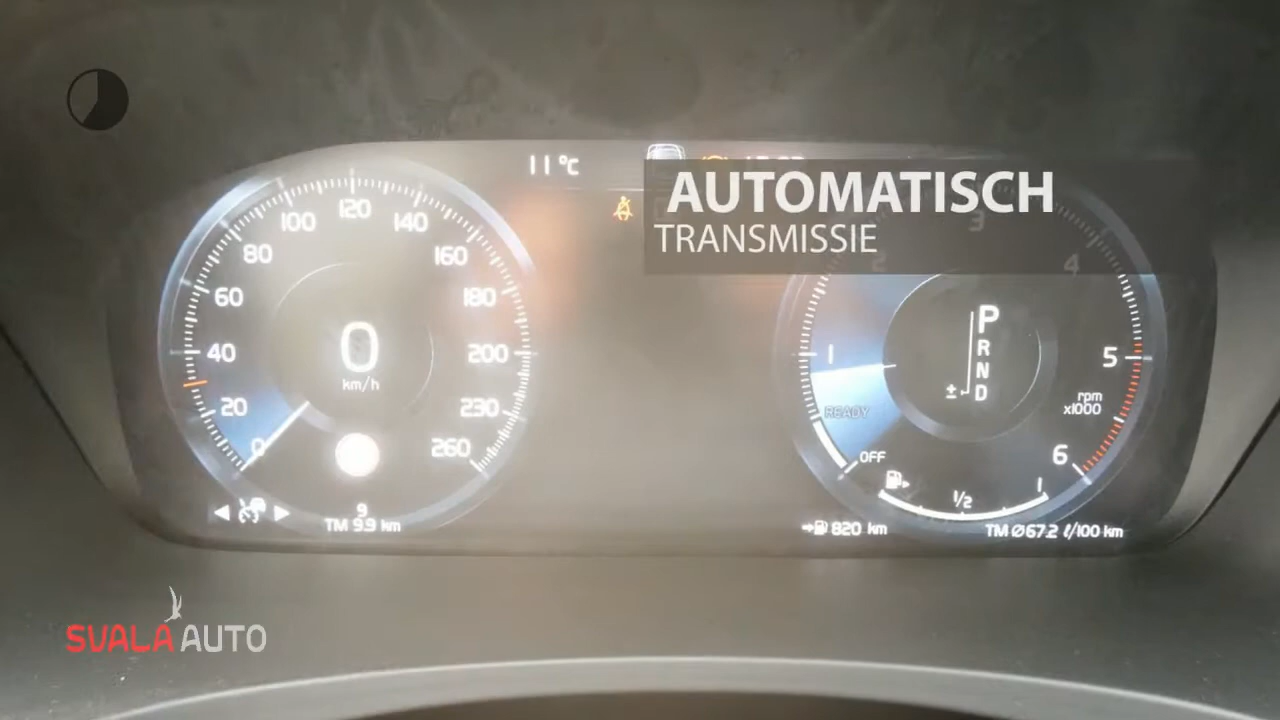 11 °C
AUTOMATISCH
TRANSMISSIE
120
100
140
80
160
60
180
40
200
20
230
0
260
0
km/h
9
TM 9.9 km
3
2
4
1
5
6
P
R
N
D
±
READY
OFF
rpm
x1000
1/2
1
820 km
TM Ø67.2 ℓ/100 km
SVALA AUTO